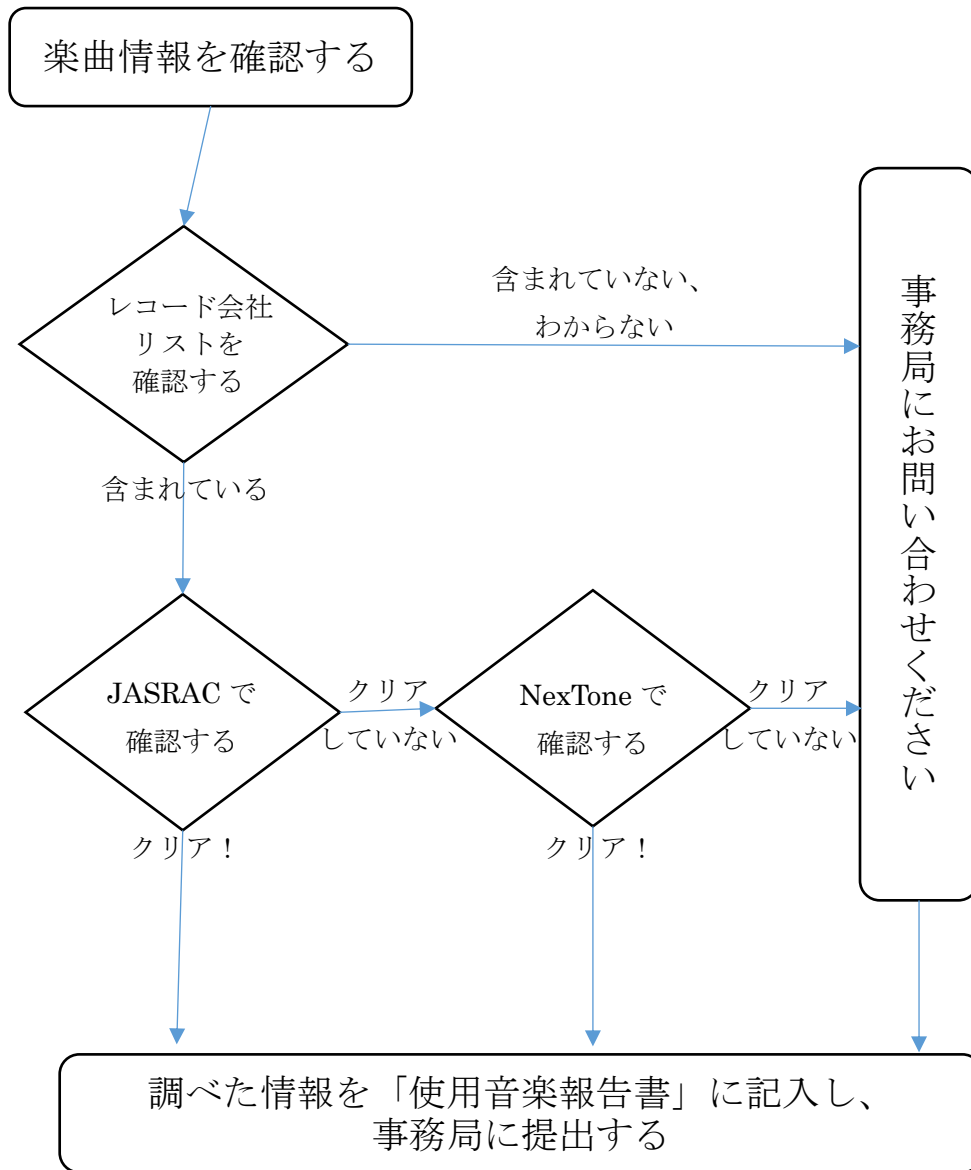 楽曲情報を確認する
レコード会社
リストを
確認する
含まれていない、
わからない
事務局にお問い合わせください
含まれている
JASRAC で
確認する
クリア
していない
NexTone で
確認する
クリア
していない
クリア！
クリア！
調べた情報を「使用音楽報告書」に記入し、
事務局に提出する